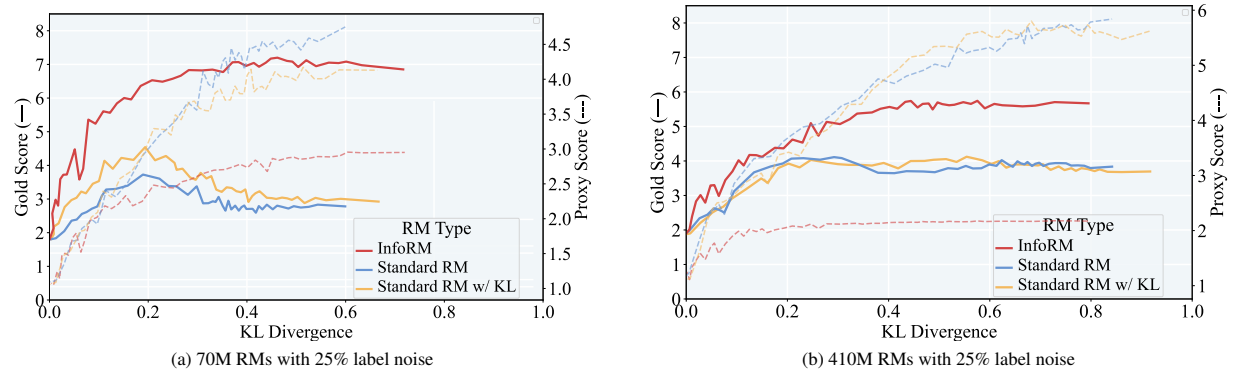 8
7
6
5
4
3
2
1
0
Gold Score (—)
4.5
4.0
3.5
3.0
2.5
2.0
1.5
1.0
Proxy Score (---)
RM Type
InfoRM
Standard RM
Standard RM w/ KL
0.0 0.2 0.4 0.6 0.8 1.0
KL Divergence
(a) 70M RMs with 25% label noise
8
7
6
5
4
3
2
1
0
Gold Score (—)
6
5
4
3
2
1
Proxy Score (---)
RM Type
InfoRM
Standard RM
Standard RM w/ KL
0.0 0.2 0.4 0.6 0.8 1.0
KL Divergence
(b) 410M RMs with 25% label noise